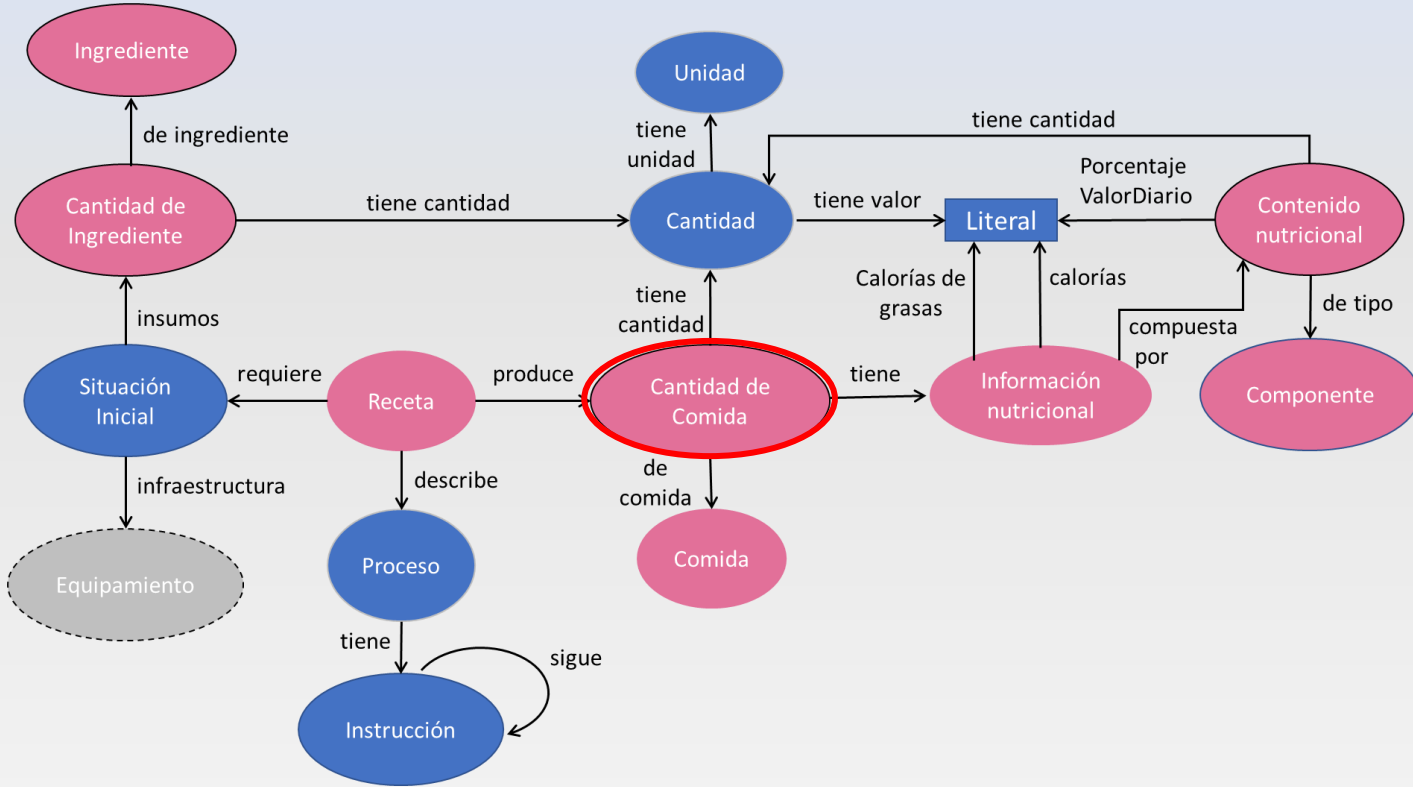 Ingrediente
Unidad
de ingrediente
tiene
unidad
tiene cantidad
Cantidad de
Ingrediente
tiene cantidad
Cantidad
tiene valor
Literal
Porcentaje
ValorDiario
Contenido
nutricional
insumos
tiene
cantidad
Calorías de
grasas
calorías
compuesta
por
de tipo
Situación
Inicial
requiere
Receta
produce
Cantidad de
Comida
tiene
Información
nutricional
Componente
infraestructura
describe
de
comida
Equipamiento
Proceso
Comida
tiene
sigue
Instrucción